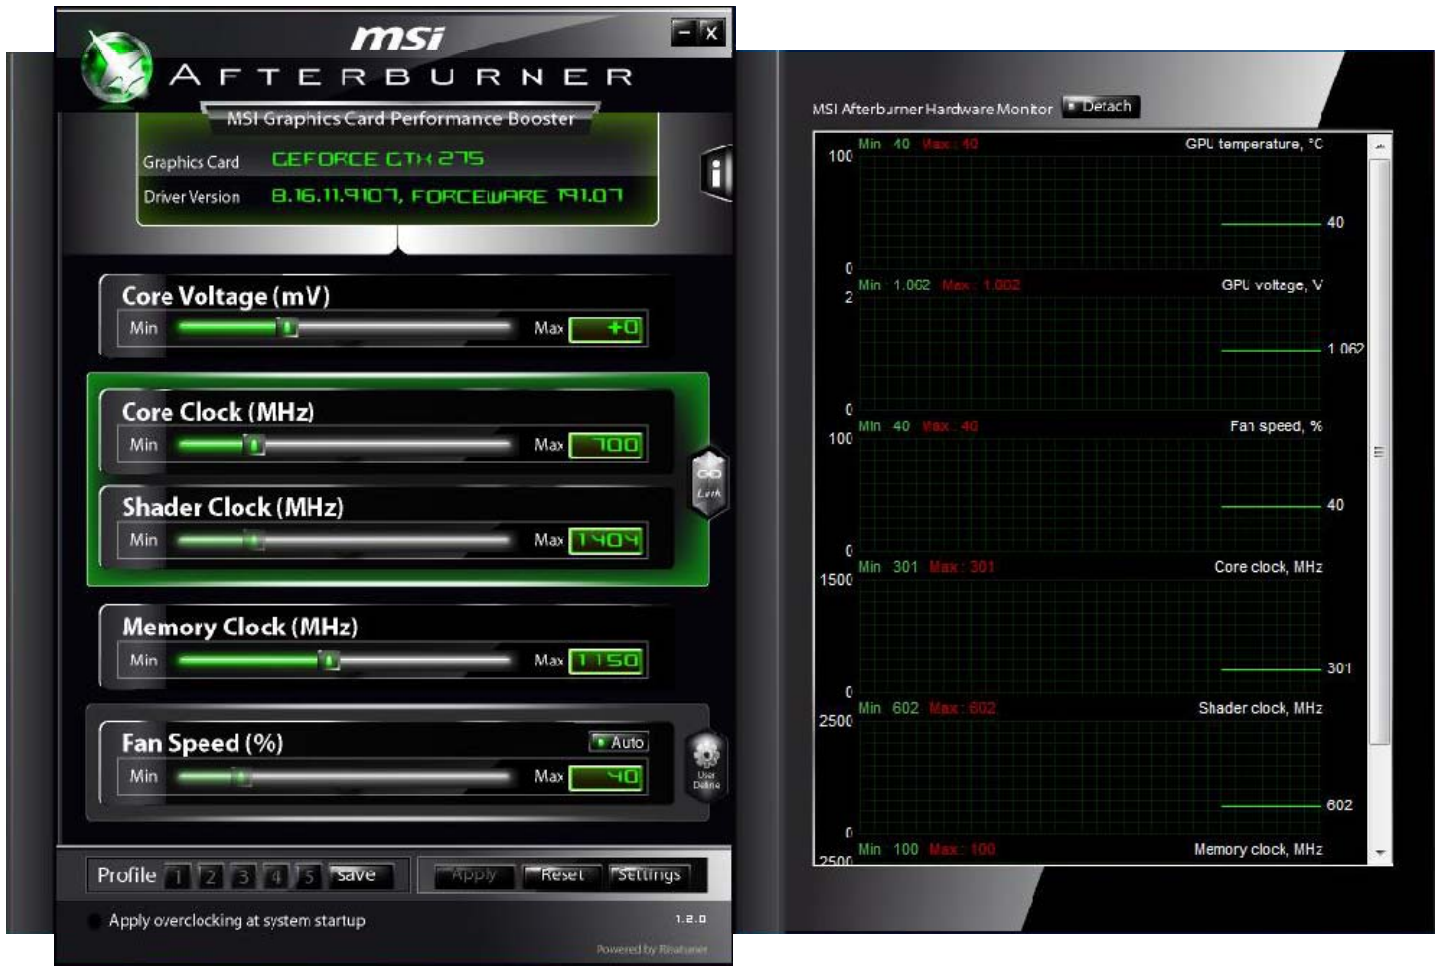 msi
AFTERBURNER
MSI Graphics Card Performance Booster
Graphics Card GEFORCE GTX 275
Driver Version 8.16.11.9107, FORCEWARE 191.07
Core Voltage (mV)
Min Max +0
Core Clock (MHz)
Min Max 700
Link
Shader Clock (MHz)
Min Max 1404
Memory Clock (MHz)
Min Max 1150
Fan Speed (%)
Auto
Min Max 40
User Define
Profile 1 2 3 4 5 save Apply Reset Settings
Apply overclocking at system startup 1.2.0
Powered by Rivatuner
MSI Afterburner Hardware Monitor Detach
Min 40 Max : 40 GPU temperature, °C
100
40
0
Min 1.062 Max : 1.062 GPU voltage, V
2
1.062
0
Min 40 Max : 40 Fan speed, %
100
40
0
Min 301 Max : 301 Core clock, MHz
1500
301
0
Min 602 Max : 602 Shader clock, MHz
2500
602
0
Min 100 Max : 100 Memory clock, MHz
2500